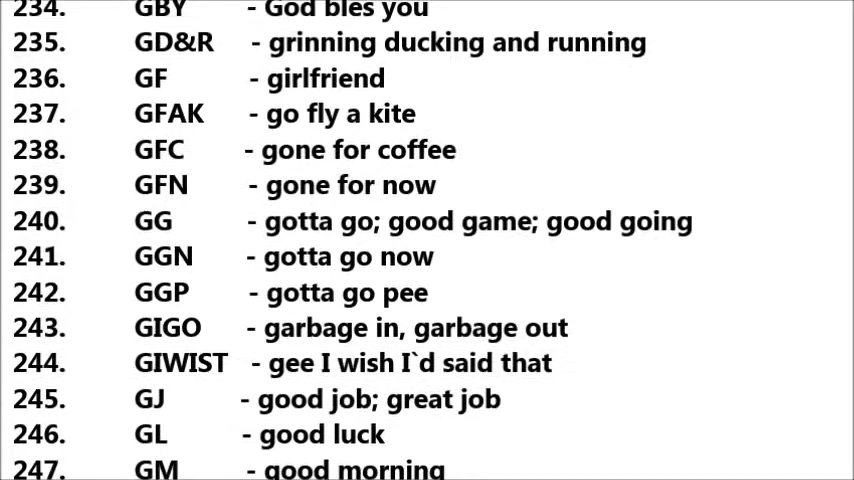 234. GBY - God bles you
235. GD&R - grinning ducking and running
236. GF - girlfriend
237. GFAK - go fly a kite
238. GFC - gone for coffee
239. GFN - gone for now
240. GG - gotta go; good game; good going
241. GGN - gotta go now
242. GGP - gotta go pee
243. GIGO - garbage in, garbage out
244. GIWIST - gee I wish I`d said that
245. GJ - good job; great job
246. GL - good luck
247. GM - good morning